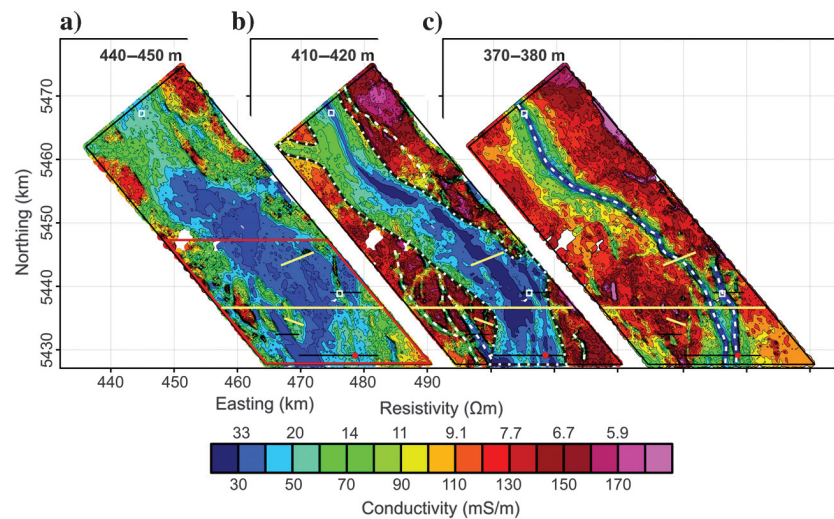 a) b) c)
440–450 m 410–420 m 370–380 m
5470
5460
5450
5440
5430
Northing (km)
440 450 460 470 480 490
Easting (km) Resistivity (Ωm)
33 20 14 11 9.1 7.7 6.7 5.9
30 50 70 90 110 130 150 170
Conductivity (mS/m)